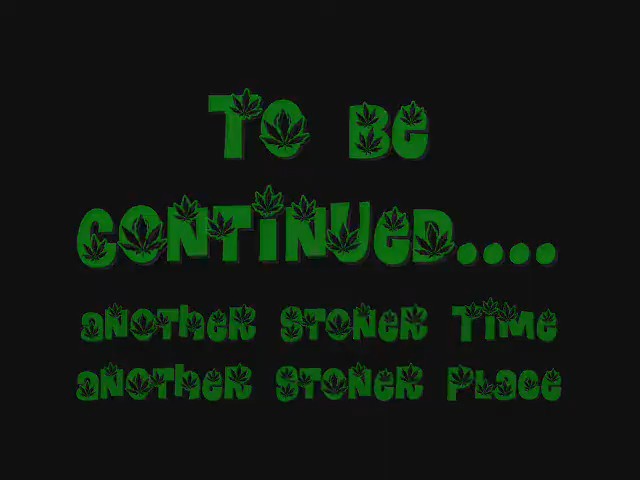 TO BE
CONTINUED....
ANOTHER STONER TIME
ANOTHER STONER PLACE